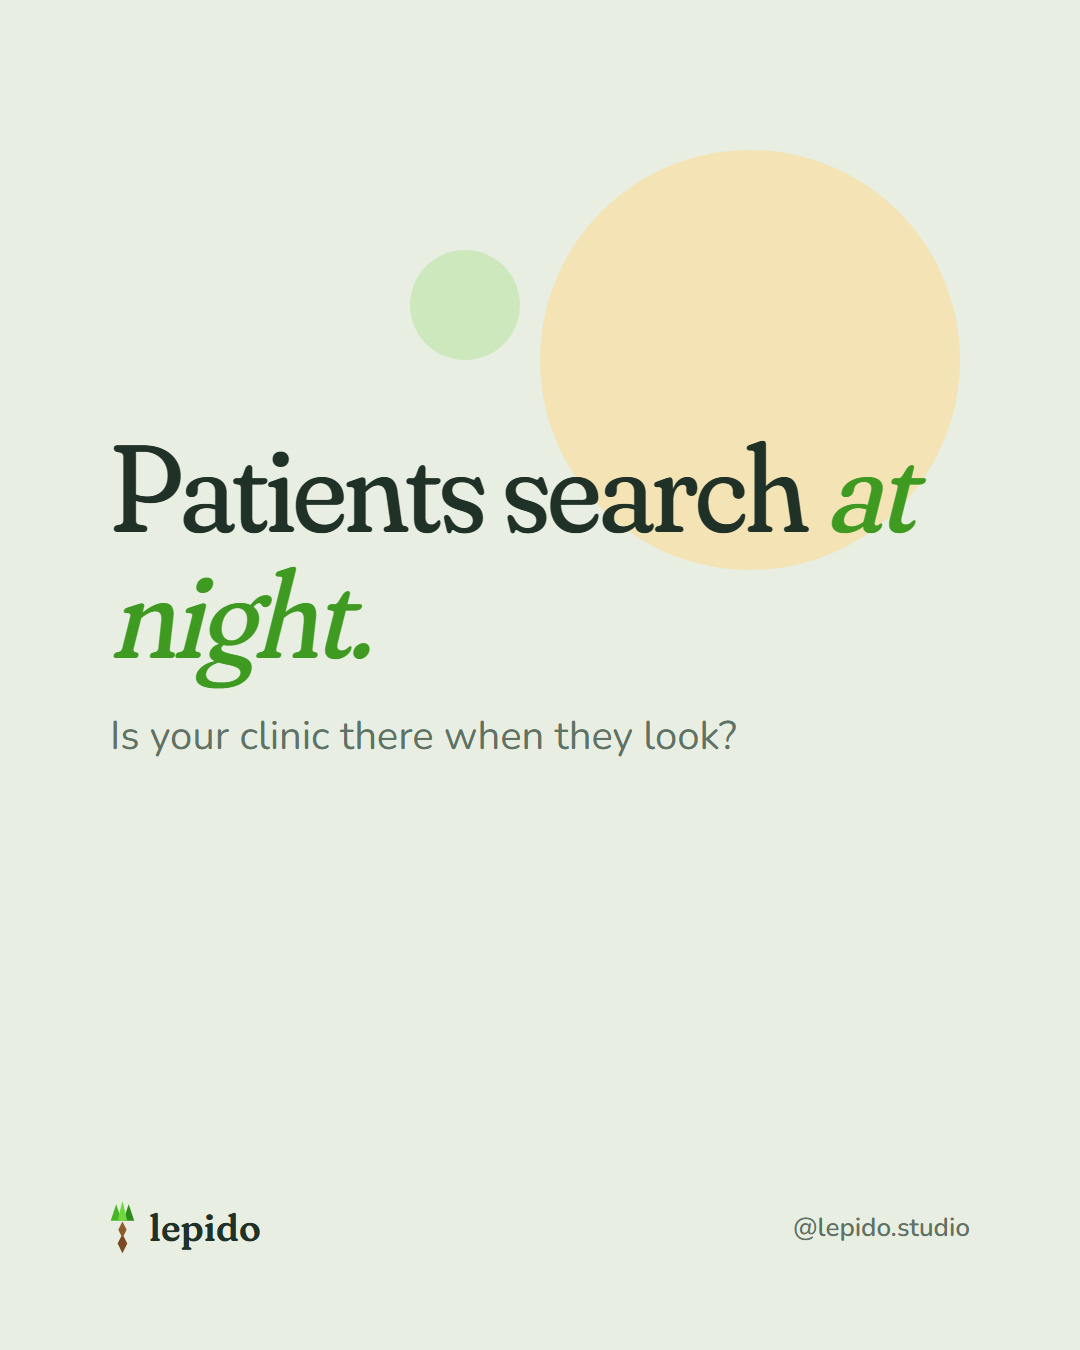 Patients search at
night.
Is your clinic there when they look?
lepido
@lepido.studio